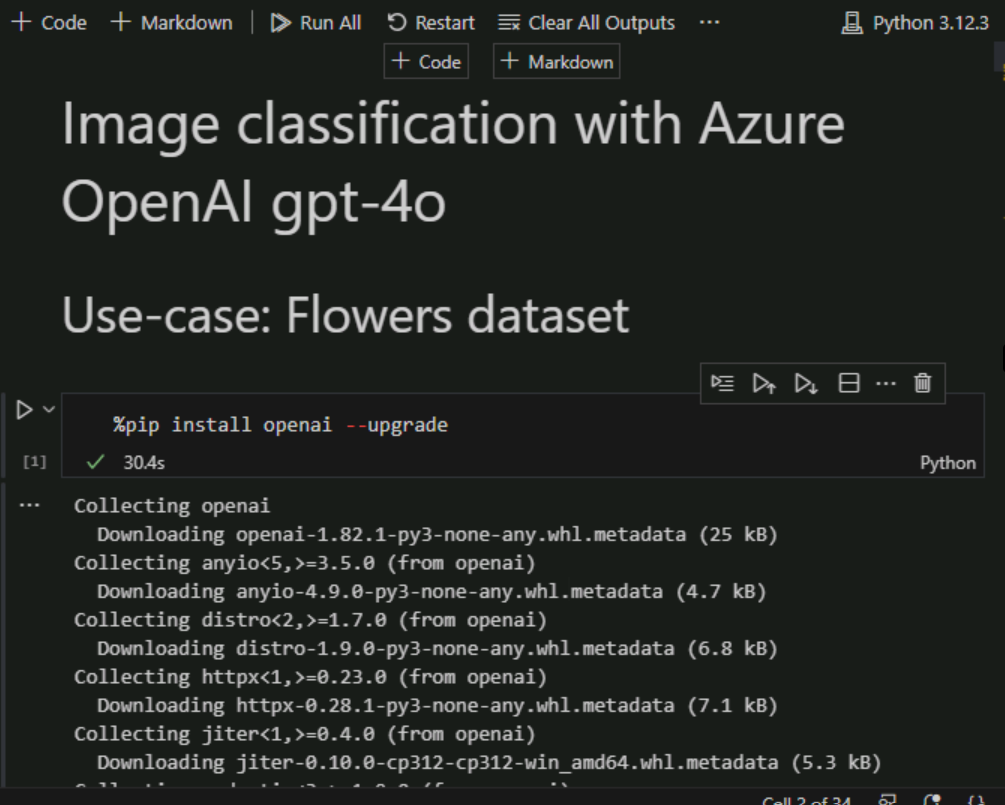 + Code + Markdown | Run All Restart Clear All Outputs ... Python 3.12.3
+ Code + Markdown
Image classification with Azure
OpenAI gpt-4o
Use-case: Flowers dataset
...
%pip install openai --upgrade
[1] ✓ 30.4s Python
... Collecting openai
Downloading openai-1.82.1-py3-none-any.whl.metadata (25 kB)
Collecting anyio<5,>=3.5.0 (from openai)
Downloading anyio-4.9.0-py3-none-any.whl.metadata (4.7 kB)
Collecting distro<2,>=1.7.0 (from openai)
Downloading distro-1.9.0-py3-none-any.whl.metadata (6.8 kB)
Collecting httpx<1,>=0.23.0 (from openai)
Downloading httpx-0.28.1-py3-none-any.whl.metadata (7.1 kB)
Collecting jiter<1,>=0.4.0 (from openai)
Downloading jiter-0.10.0-cp312-cp312-win_amd64.whl.metadata (5.3 kB)
Cell 2 of 34